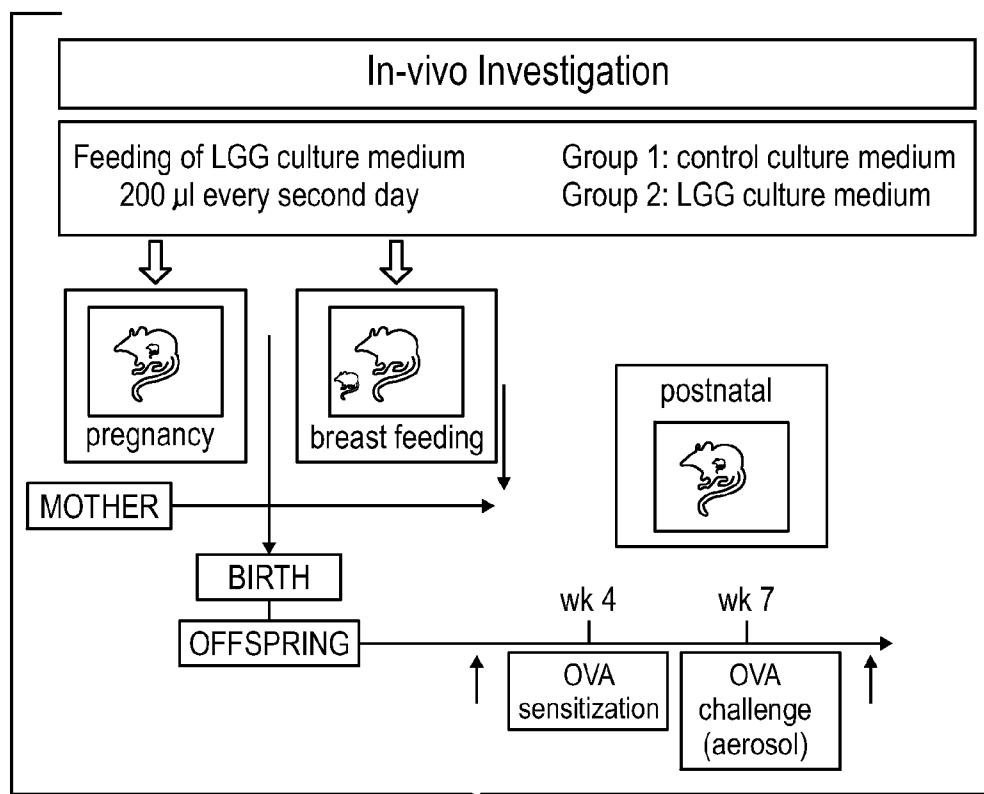 In-vivo Investigation
Feeding of LGG culture medium
200 µl every second day
Group 1: control culture medium
Group 2: LGG culture medium
pregnancy
breast feeding
postnatal
MOTHER
BIRTH
OFFSPRING
wk 4
wk 7
OVA
sensitization
OVA
challenge
(aerosol)